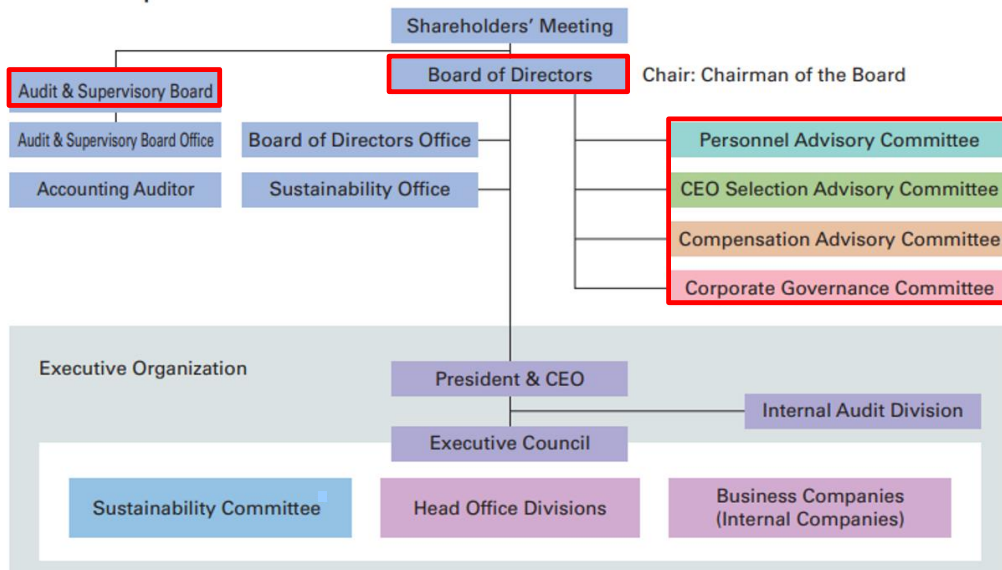 Shareholders' Meeting
Board of Directors
Chair: Chairman of the Board
Audit & Supervisory Board
Audit & Supervisory Board Office
Board of Directors Office
Personnel Advisory Committee
Accounting Auditor
Sustainability Office
CEO Selection Advisory Committee
Compensation Advisory Committee
Corporate Governance Committee
Executive Organization
President & CEO
Internal Audit Division
Executive Council
Sustainability Committee
Head Office Divisions
Business Companies
(Internal Companies)